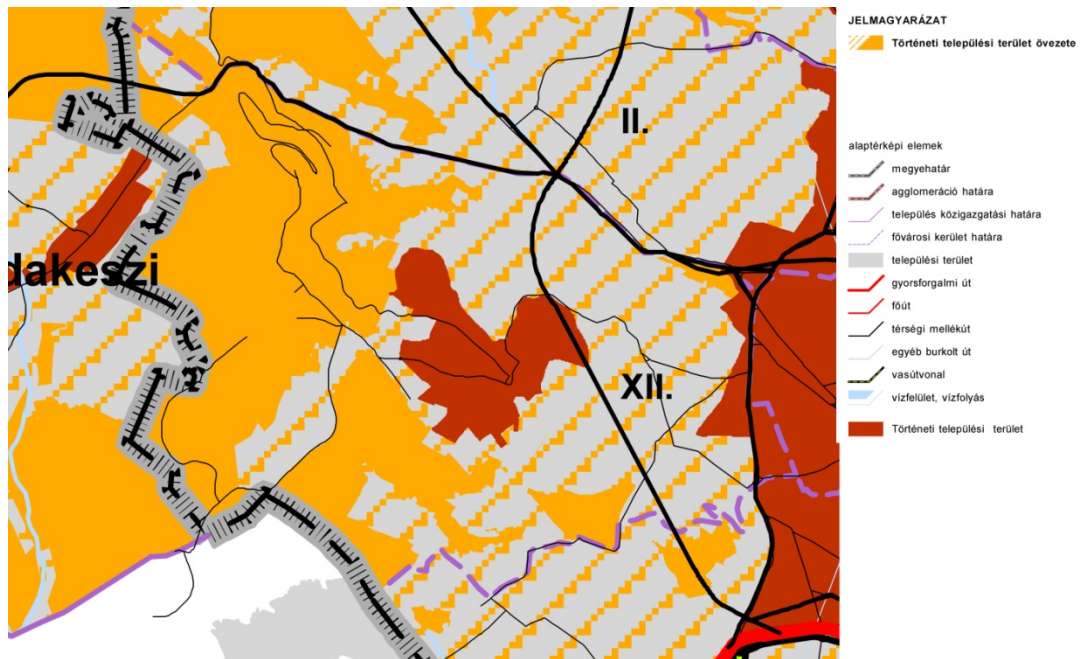 JELMAGYARÁZAT
Történeti települési terület övezete
alaptérképi elemek
megyehatár
agglomeráció határa
település közigazgatási határa
fővárosi kerület határa
települési terület
gyorsforgalmi út
főút
térségi mellékút
egyéb burkolt út
vasútvonal
vízfelület, vízfolyás
Történeti települési terület
II.
dakeszi
XII.